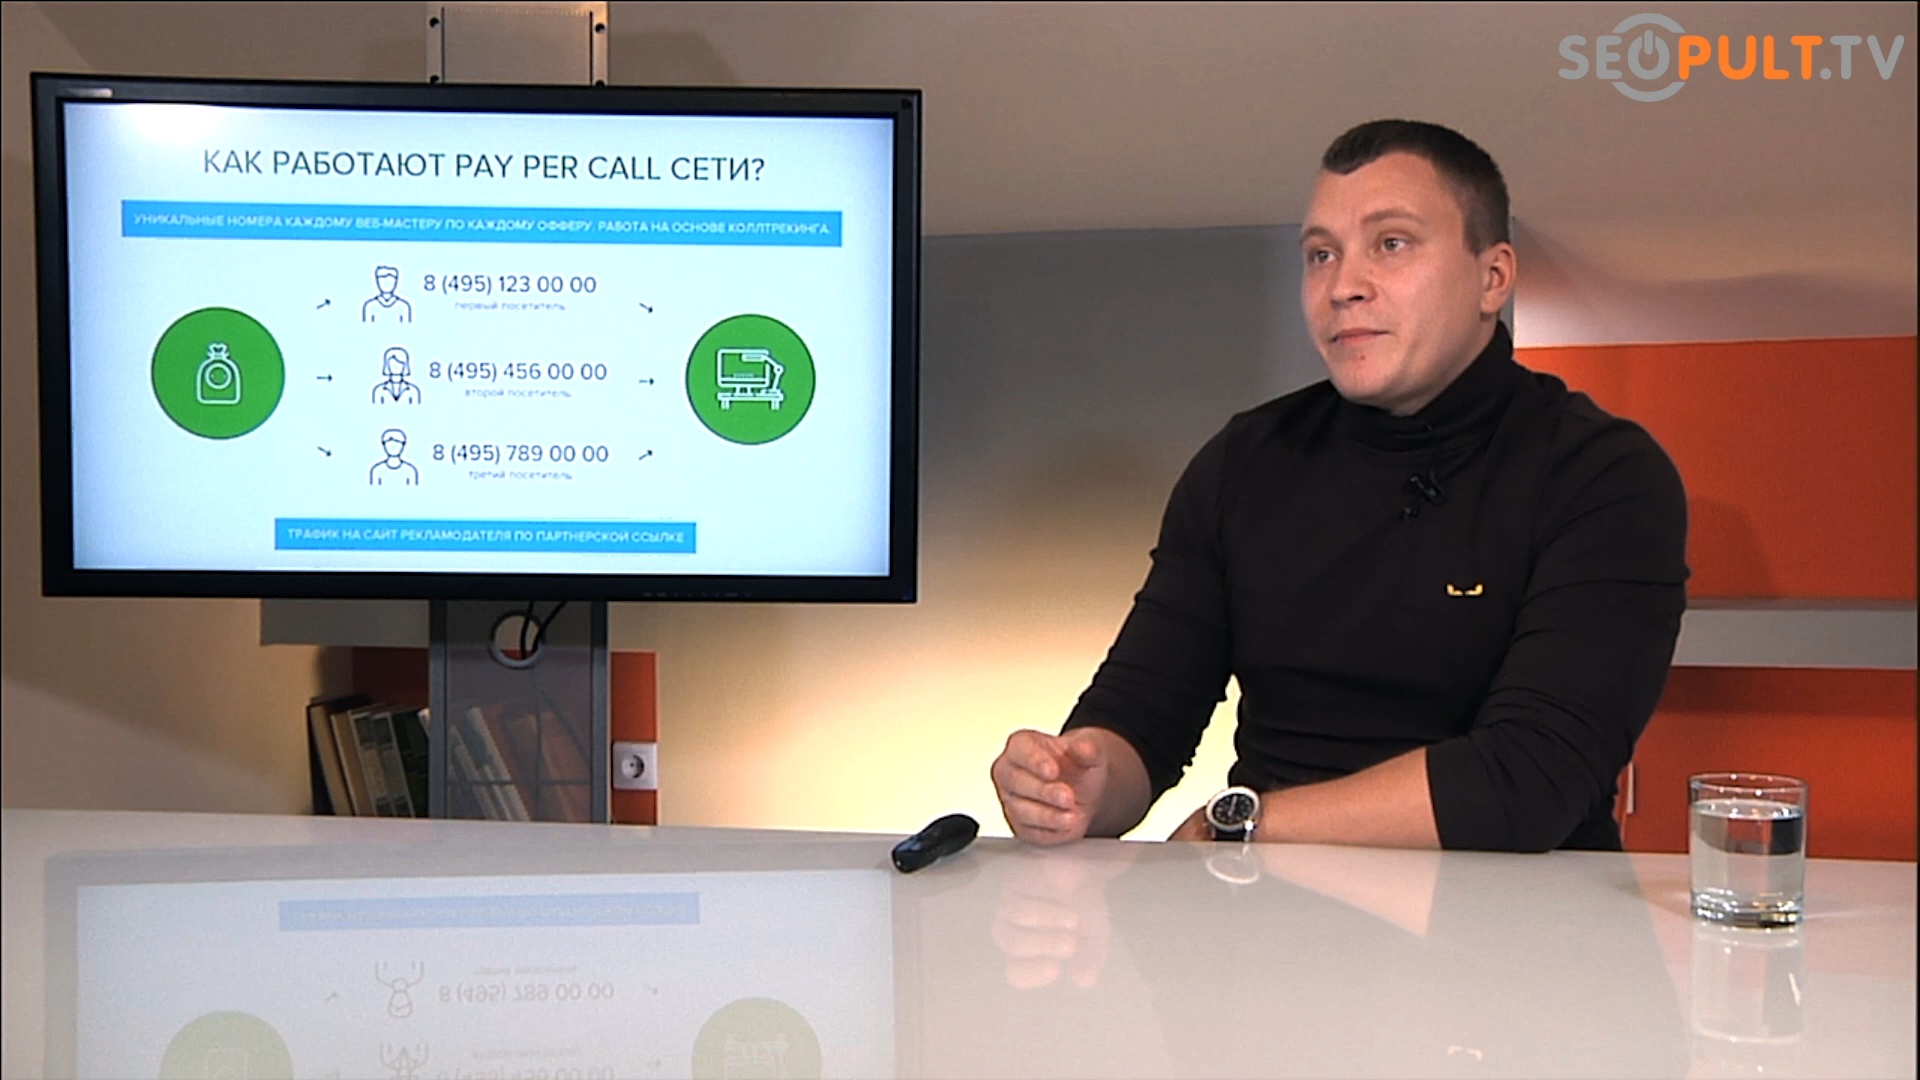 SEOPULT.TV
КАК РАБОТАЮТ PAY PER CALL СЕТИ?
УНИКАЛЬНЫЕ НОМЕРА КАЖДОМУ ВЕБ-МАСТЕРУ ПО КАЖДОМУ ОФФЕРУ. РАБОТА НА ОСНОВЕ КОЛЛТРЕКИНГА.
8 (495) 123 00 00
первый посетитель
8 (495) 456 00 00
второй посетитель
8 (495) 789 00 00
третий посетитель
ТРАФИК НА САЙТ РЕКЛАМОДАТЕЛЯ ПО ПАРТНЕРСКОЙ ССЫЛКЕ